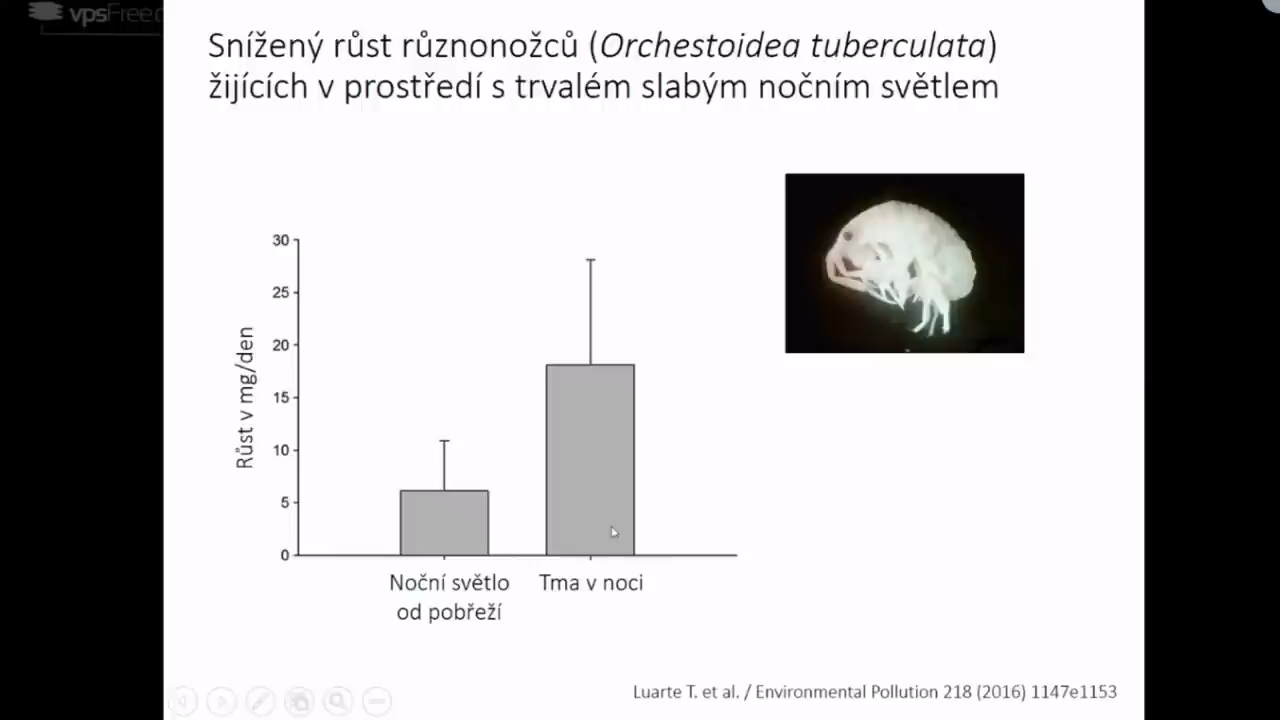 vpsFree.c
Snížený růst různonožců (Orchestoidea tuberculata)
žijících v prostředí s trvalém slabým nočním světlem
30
25
20
15
10
5
0
Růst v mg/den
Noční světlo
od pobřeží
Tma v noci
Luarte T. et al. / Environmental Pollution 218 (2016) 1147e1153